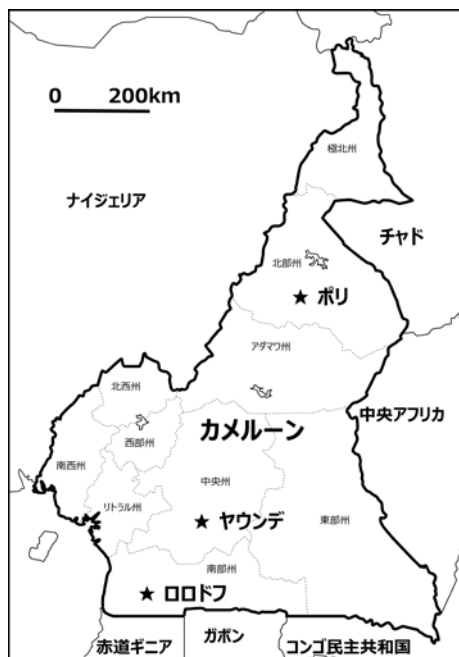 0 200km
極北州
ナイジェリア
チャド
北部州
★ ポリ
アダマワ州
北西州
中央アフリカ
カメルーン
西部州
南西州
中央州
リトラル州
★ ヤウンデ
東部州
南部州
★ ロロドフ
赤道ギニア
ガボン
コンゴ民主共和国